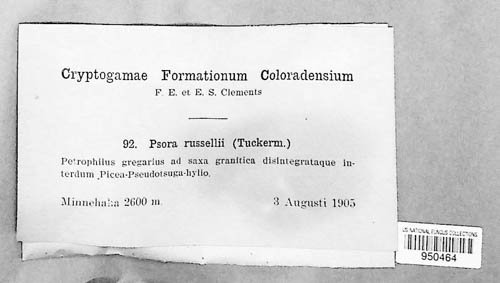 Cryptogamae Formationum Coloradensium
F. E. et E. S. Clements
92. Psora russellii (Tuckerm.)
Petrophilus gregarius ad saxa granitica disintegrataque in-
terdum Picea-Pseudotsuga-hylio.
Minnehaha 2600 m. 3 Augusti 1905
US NATIONAL FUNGUS COLLECTIONS
950464